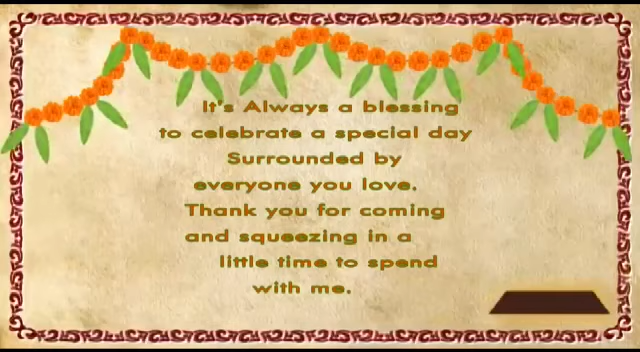 It's Always a blessing
to celebrate a special day
Surrounded by
everyone you love.
Thank you for coming
and squeezing in a
little time to spend
with me.